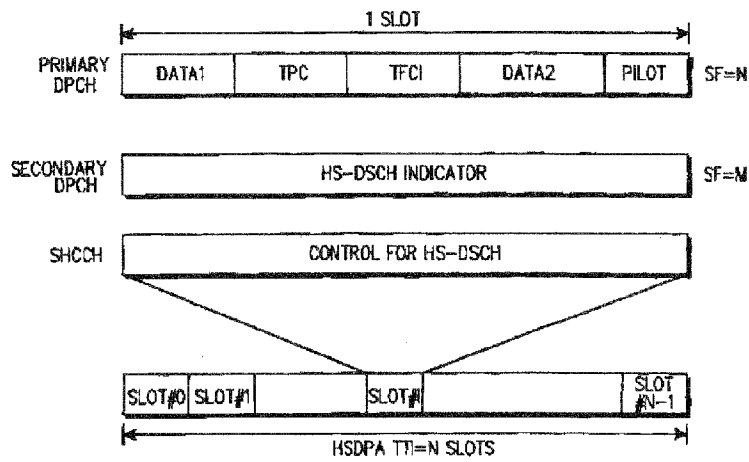 1 SLOT
PRIMARY DPCH
DATA1 TPC TFCI DATA2 PILOT
SF=N
SECONDARY DPCH
HS-DSCH INDICATOR
SF=M
SHCCH
CONTROL FOR HS-DSCH
SLOT#0 SLOT#1 SLOT#i SLOT #N-1
HSDPA TTI=N SLOTS